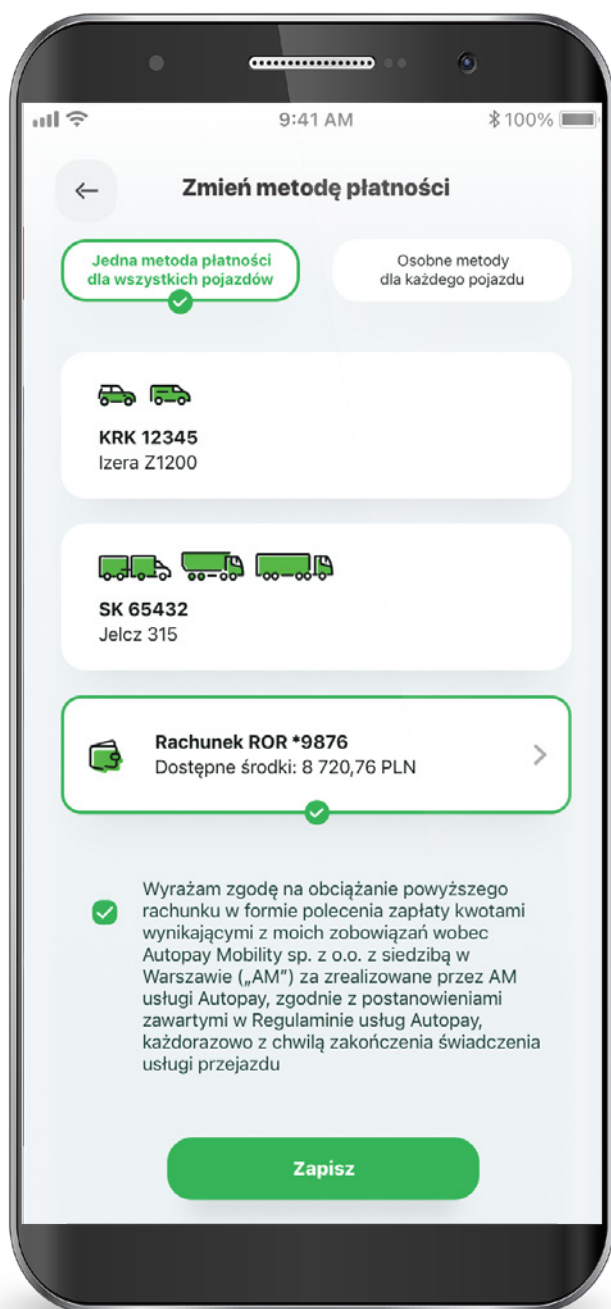 9:41 AM
100%
Zmień metodę płatności
Jedna metoda płatności
dla wszystkich pojazdów
Osobne metody
dla każdego pojazdu
KRK 12345
Izera Z1200
SK 65432
Jelcz 315
Rachunek ROR *9876
Dostępne środki: 8 720,76 PLN
Wyrażam zgodę na obciążanie powyższego
rachunku w formie polecenia zapłaty kwotami
wynikającymi z moich zobowiązań wobec
Autopay Mobility sp. z o.o. z siedzibą w
Warszawie („AM”) za zrealizowane przez AM
usługi Autopay, zgodnie z postanowieniami
zawartymi w Regulaminie usług Autopay,
każdorazowo z chwilą zakończenia świadczenia
usługi przejazdu
Zapisz